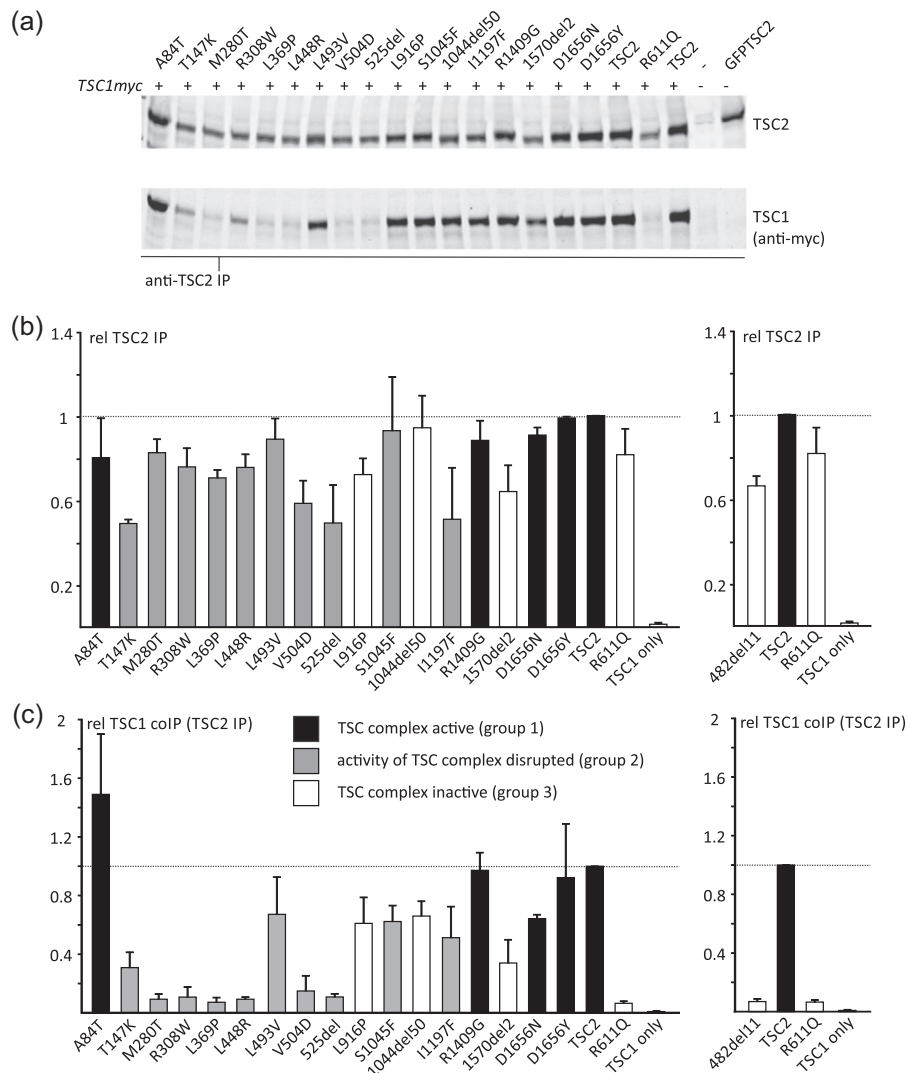 (a)
A84T T147K M280T R308W L369P L448R L493V V504D 525del L916P S1045F 1044del50 I1197F R1409G 1570del2 D1656N D1656Y TSC2 R611Q TSC2 - GFPTSC2
TSC1myc + + + + + + + + + + + + + + + + + + + + - -
TSC2
TSC1
(anti-myc)
anti-TSC2 IP
(b)
1.4 rel TSC2 IP
1
0.6
0.2
A84T T147K M280T R308W L369P L448R L493V V504D 525del L916P S1045F 1044del50 I1197F R1409G 1570del2 D1656N D1656Y TSC2 R611Q TSC1 only
1.4 rel TSC2 IP
1
0.6
0.2
482del11 TSC2 R611Q TSC1 only
(c)
2 rel TSC1 coIP (TSC2 IP)
1.6
1.2
0.8
0.4
TSC complex active (group 1)
activity of TSC complex disrupted (group 2)
TSC complex inactive (group 3)
A84T T147K M280T R308W L369P L448R L493V V504D 525del L916P S1045F 1044del50 I1197F R1409G 1570del2 D1656N D1656Y TSC2 R611Q TSC1 only
2 rel TSC1 coIP (TSC2 IP)
1.6
1.2
0.8
0.4
482del11 TSC2 R611Q TSC1 only